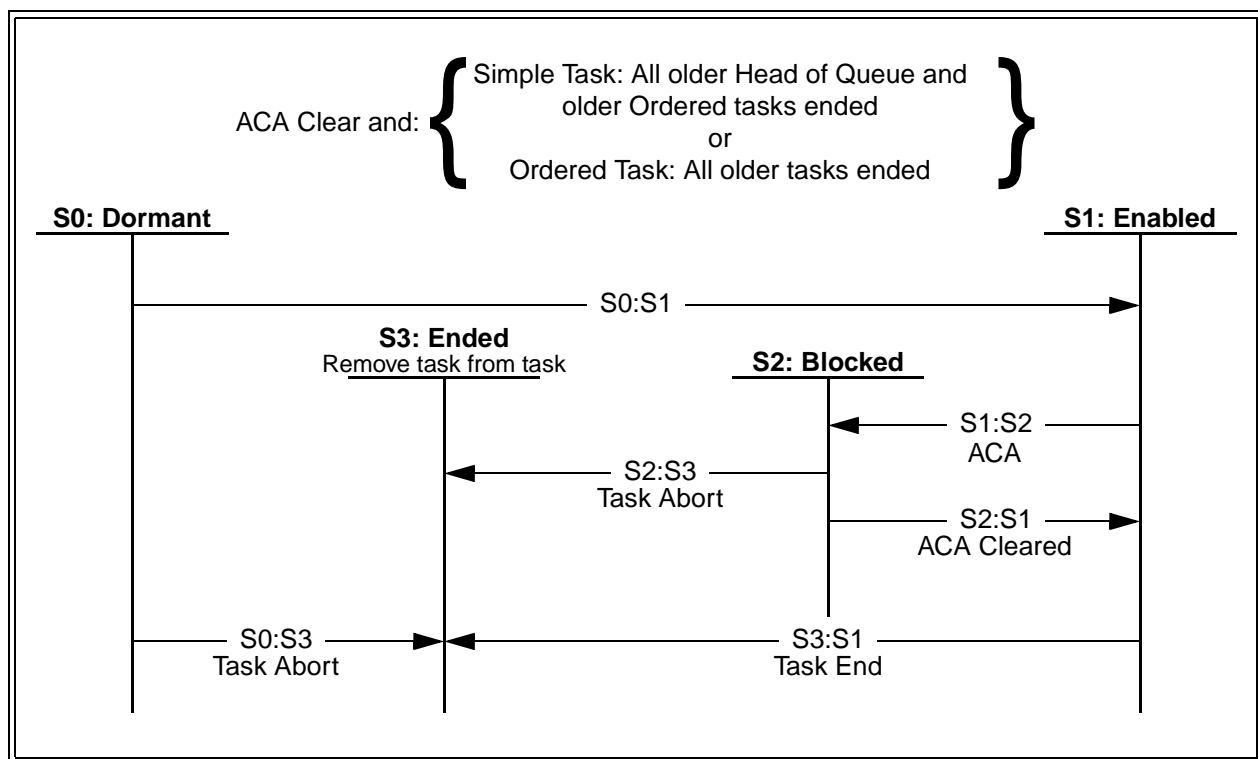 Simple Task: All older Head of Queue and
older Ordered tasks ended
ACA Clear and:
or
Ordered Task: All older tasks ended
S0: Dormant
S1: Enabled
S0:S1
S3: Ended
Remove task from task
S2: Blocked
S1:S2
ACA
S2:S3
Task Abort
S2:S1
ACA Cleared
S0:S3
Task Abort
S3:S1
Task End